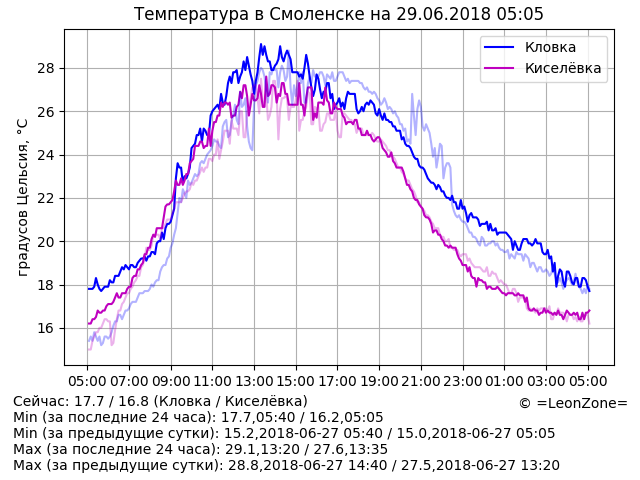 Температура в Смоленске на 29.06.2018 05:05
Кловка
Киселёвка
градусов Цельсия, °C
28
26
24
22
20
18
16
05:00 07:00 09:00 11:00 13:00 15:00 17:00 19:00 21:00 23:00 01:00 03:00 05:00
Сейчас: 17.7 / 16.8 (Кловка / Киселёвка)
© =LeonZone=
Min (за последние 24 часа): 17.7,05:40 / 16.2,05:05
Min (за предыдущие сутки): 15.2,2018-06-27 05:40 / 15.0,2018-06-27 05:05
Max (за последние 24 часа): 29.1,13:20 / 27.6,13:35
Max (за предыдущие сутки): 28.8,2018-06-27 14:40 / 27.5,2018-06-27 13:20